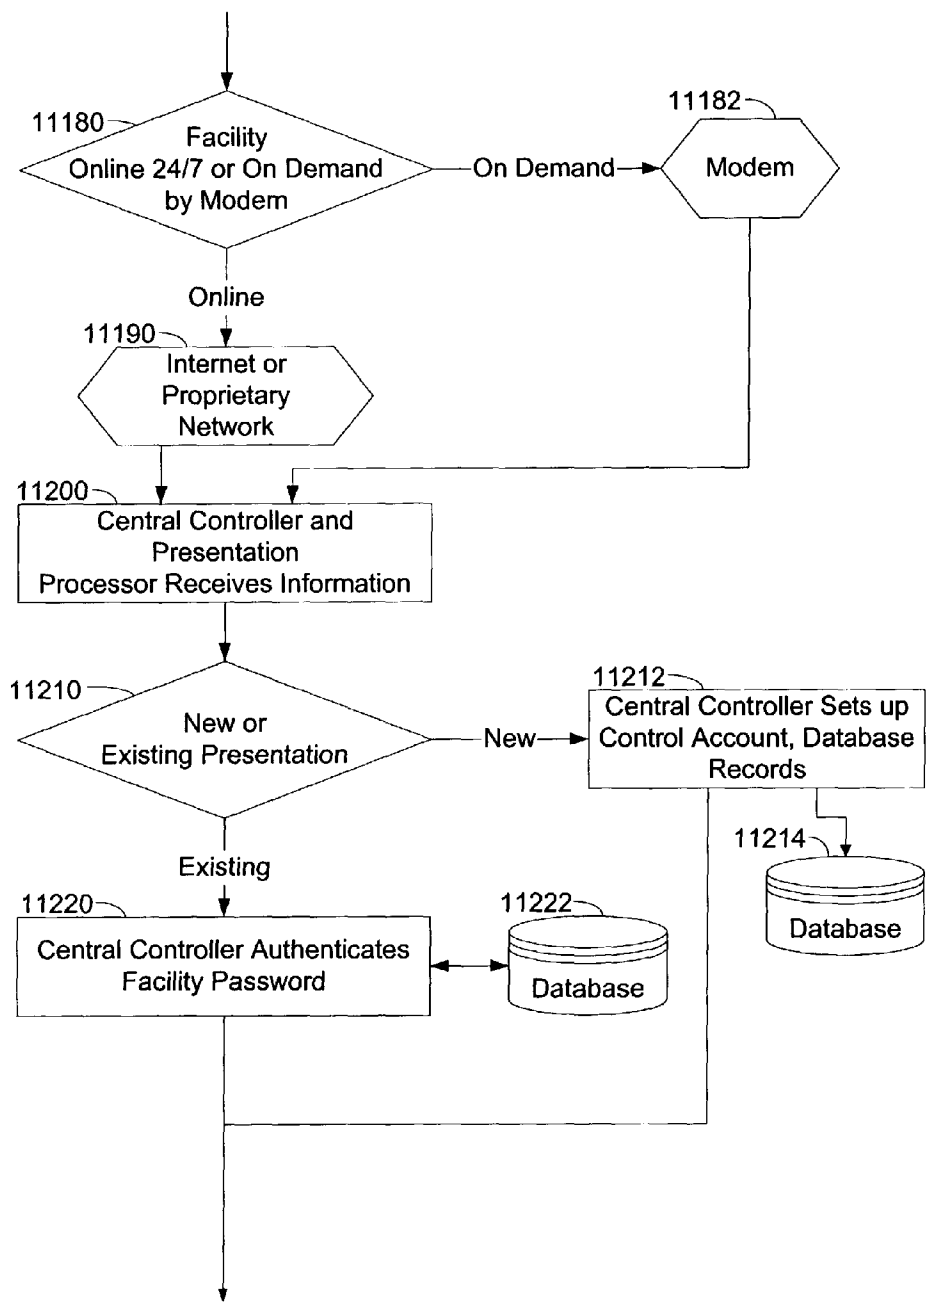 11180
Facility
Online 24/7 or On Demand
by Modem
On Demand
11182
Modem
Online
11190
Internet or
Proprietary
Network
11200
Central Controller and
Presentation
Processor Receives Information
11210
New or
Existing Presentation
New
11212
Central Controller Sets up
Control Account, Database
Records
11214
Database
Existing
11220
Central Controller Authenticates
Facility Password
11222
Database